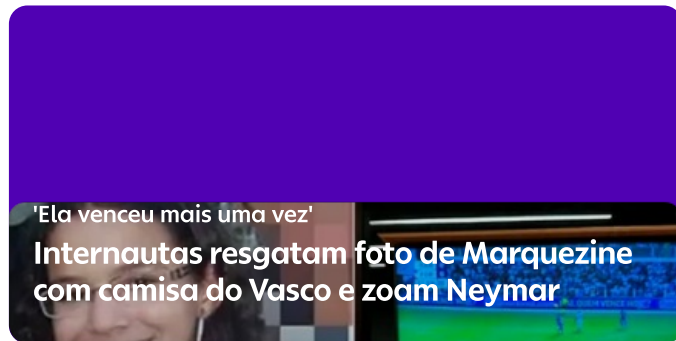 'Ela venceu mais uma vez'
Internautas resgatam foto de Marquezine
com camisa do Vasco e zoam Neymar